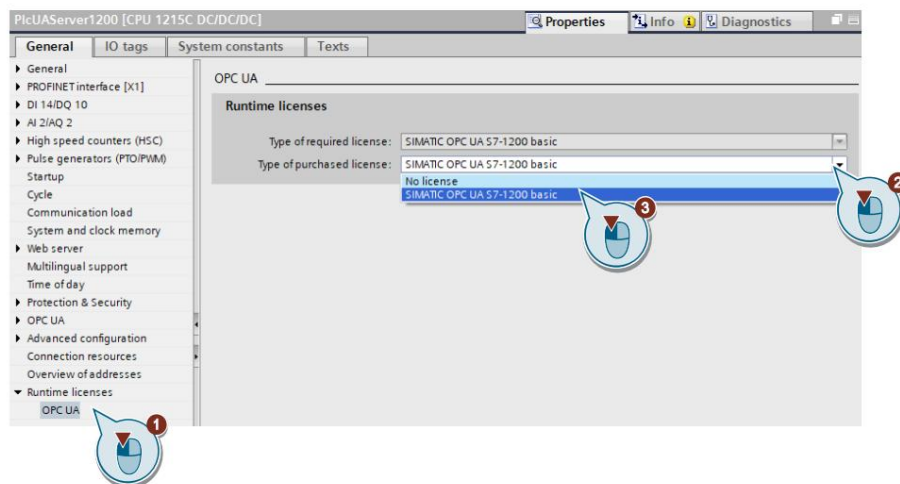 PlcUAServer1200 [CPU 1215C DC/DC/DC]
Properties
Info
Diagnostics
General
IO tags
System constants
Texts
General
PROFINET interface [X1]
DI 14/DQ 10
AI 2/AQ 2
High speed counters (HSC)
Pulse generators (PTO/PWM)
Startup
Cycle
Communication load
System and clock memory
Web server
Multilingual support
Time of day
Protection & Security
OPC UA
Advanced configuration
Connection resources
Overview of addresses
Runtime licenses
OPC UA
1
OPC UA
Runtime licenses
Type of required license: SIMATIC OPC UA S7-1200 basic
Type of purchased license: SIMATIC OPC UA S7-1200 basic
No license
SIMATIC OPC UA S7-1200 basic
2
3